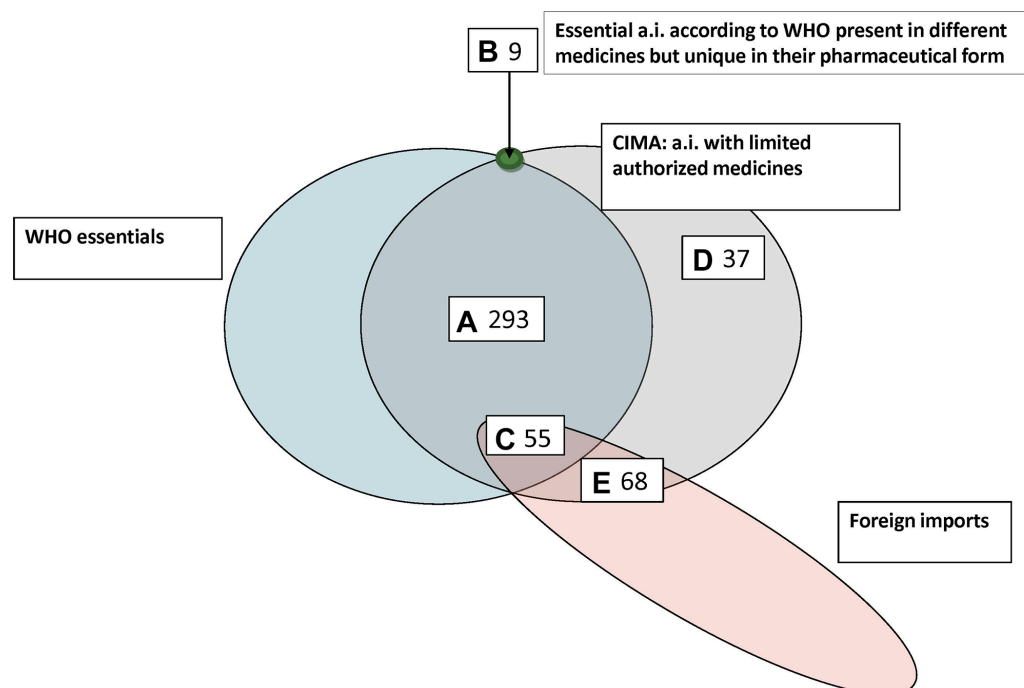 B 9
Essential a.i. according to WHO present in different
medicines but unique in their pharmaceutical form
CIMA: a.i. with limited
authorized medicines
WHO essentials
D 37
A 293
C 55
E 68
Foreign imports